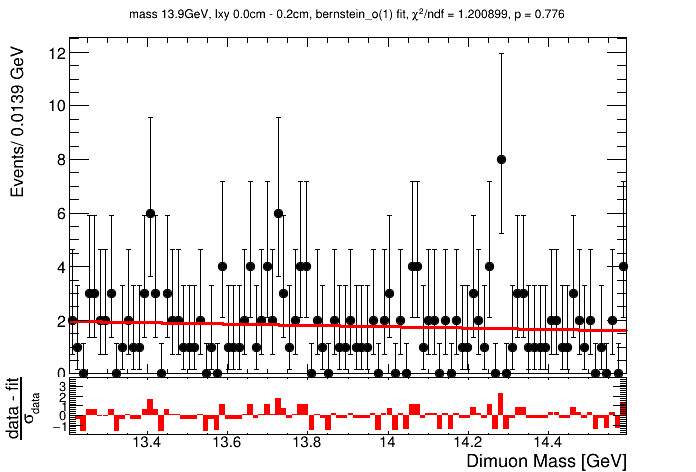 mass 13.9GeV, lxy 0.0cm - 0.2cm, bernstein_o(1) fit, χ²/ndf = 1.200899, p = 0.776
Events/ 0.0139 GeV
12
10
8
6
4
2
0
data - fit
σdata
3
2
1
0
−1
13.4 13.6 13.8 14 14.2 14.4
Dimuon Mass [GeV]